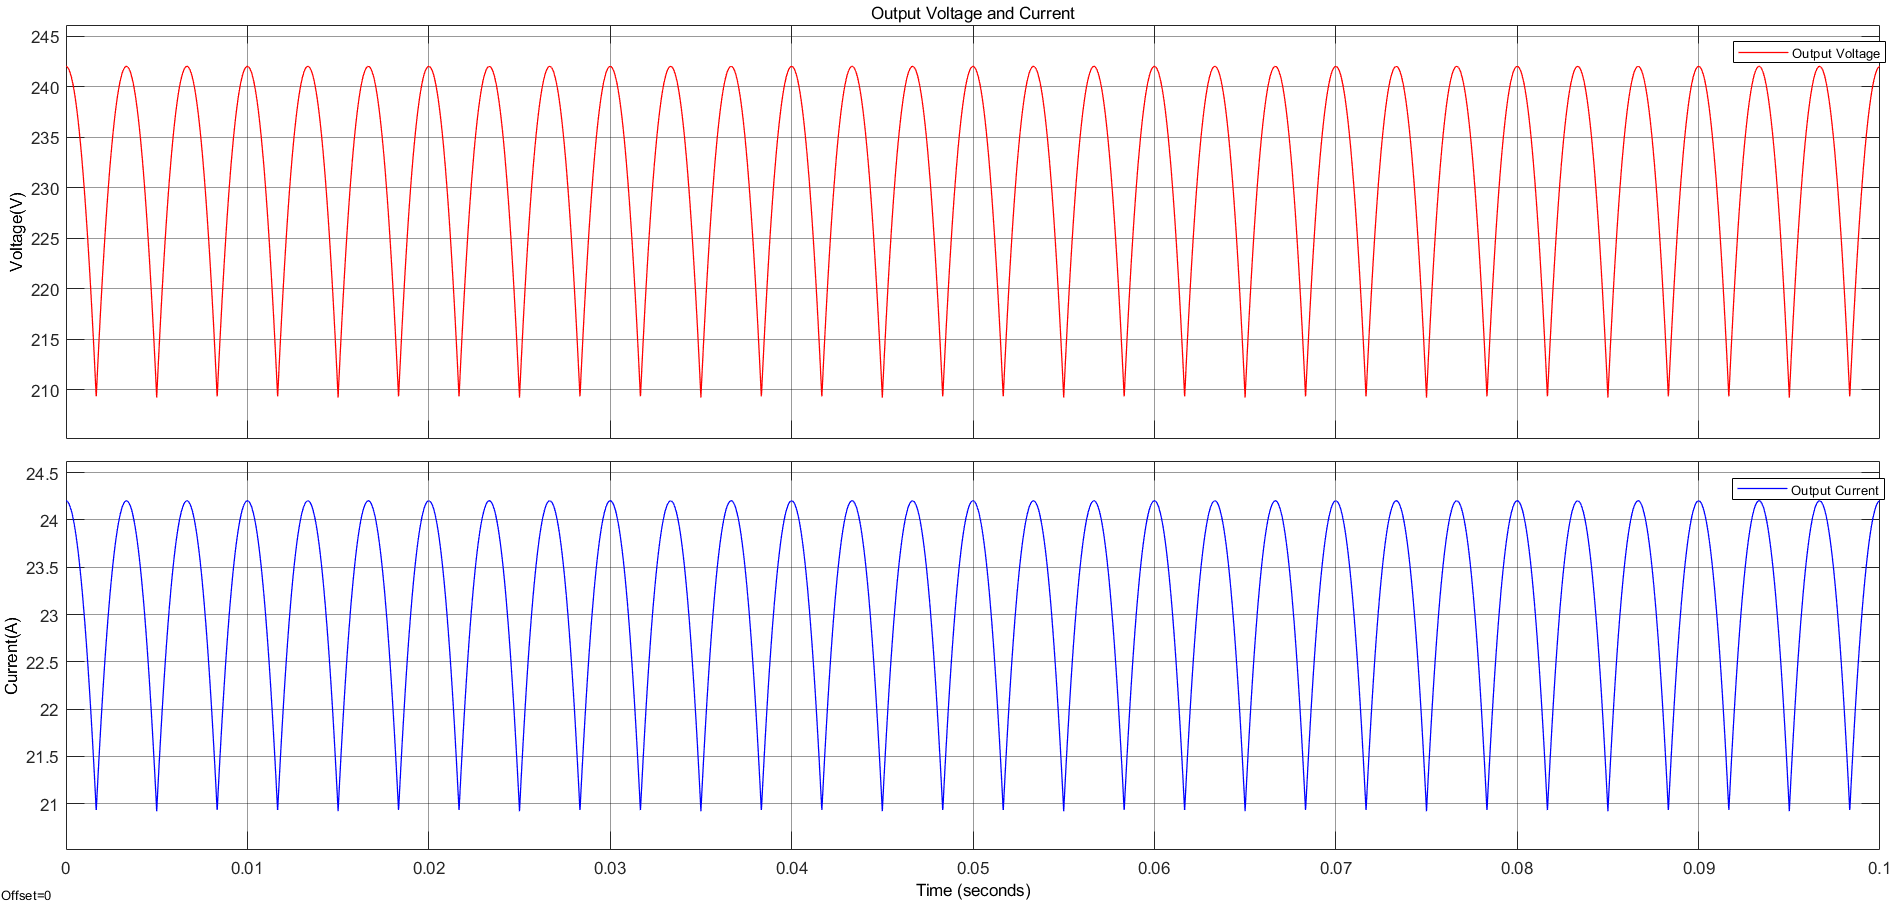 Output Voltage and Current
245
240
235
230
225
220
215
210
Voltage(V)
Output Voltage
24.5
24
23.5
23
22.5
22
21.5
21
Current(A)
Output Current
0 0.01 0.02 0.03 0.04 0.05 0.06 0.07 0.08 0.09 0.1
Time (seconds)
Offset=0